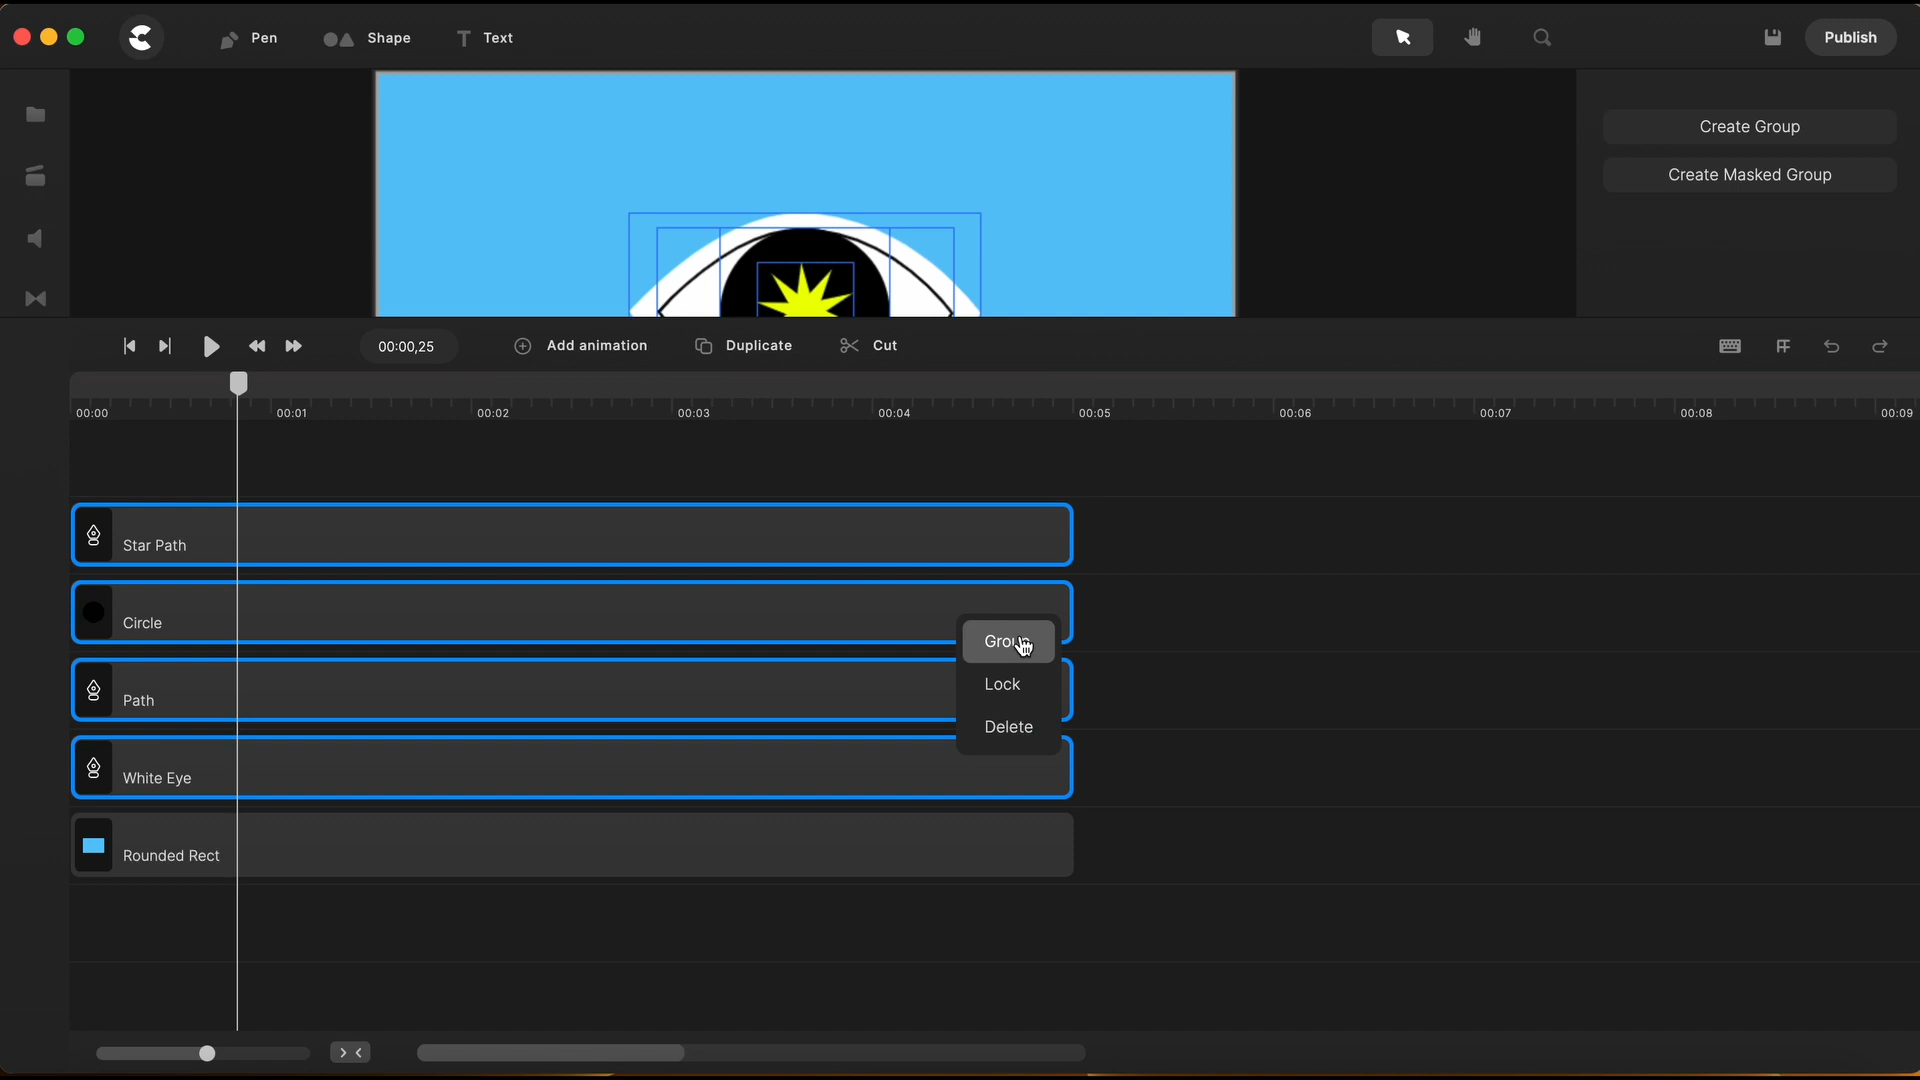 Pen Shape Text Publish
Create Group
Create Masked Group
00:00,25 Add animation Duplicate Cut
00:00 00:01 00:02 00:03 00:04 00:05 00:06 00:07 00:08 00:09
Star Path
Circle
Group
Lock
Path
Delete
White Eye
Rounded Rect